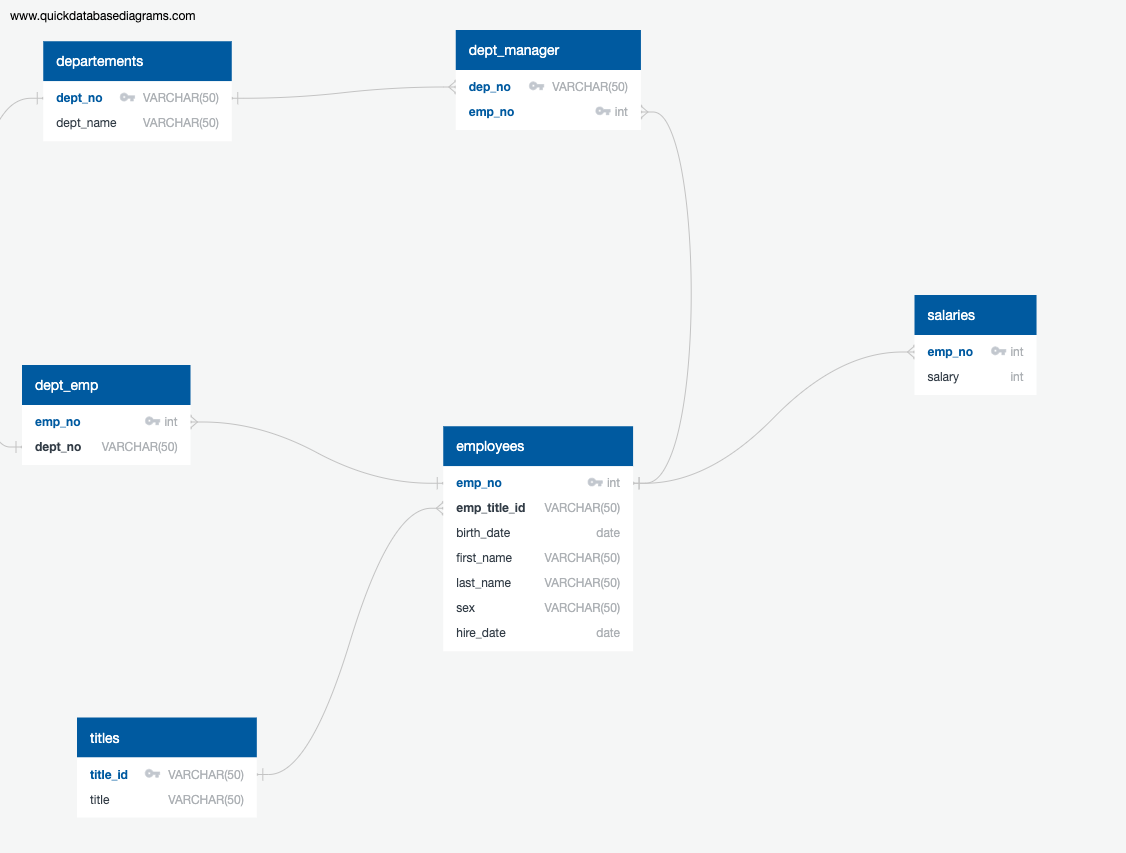 www.quickdatabasediagrams.com
departements
dept_no VARCHAR(50)
dept_name VARCHAR(50)
dept_manager
dep_no VARCHAR(50)
emp_no int
salaries
emp_no int
salary int
dept_emp
emp_no int
dept_no VARCHAR(50)
employees
emp_no int
emp_title_id VARCHAR(50)
birth_date date
first_name VARCHAR(50)
last_name VARCHAR(50)
sex VARCHAR(50)
hire_date date
titles
title_id VARCHAR(50)
title VARCHAR(50)